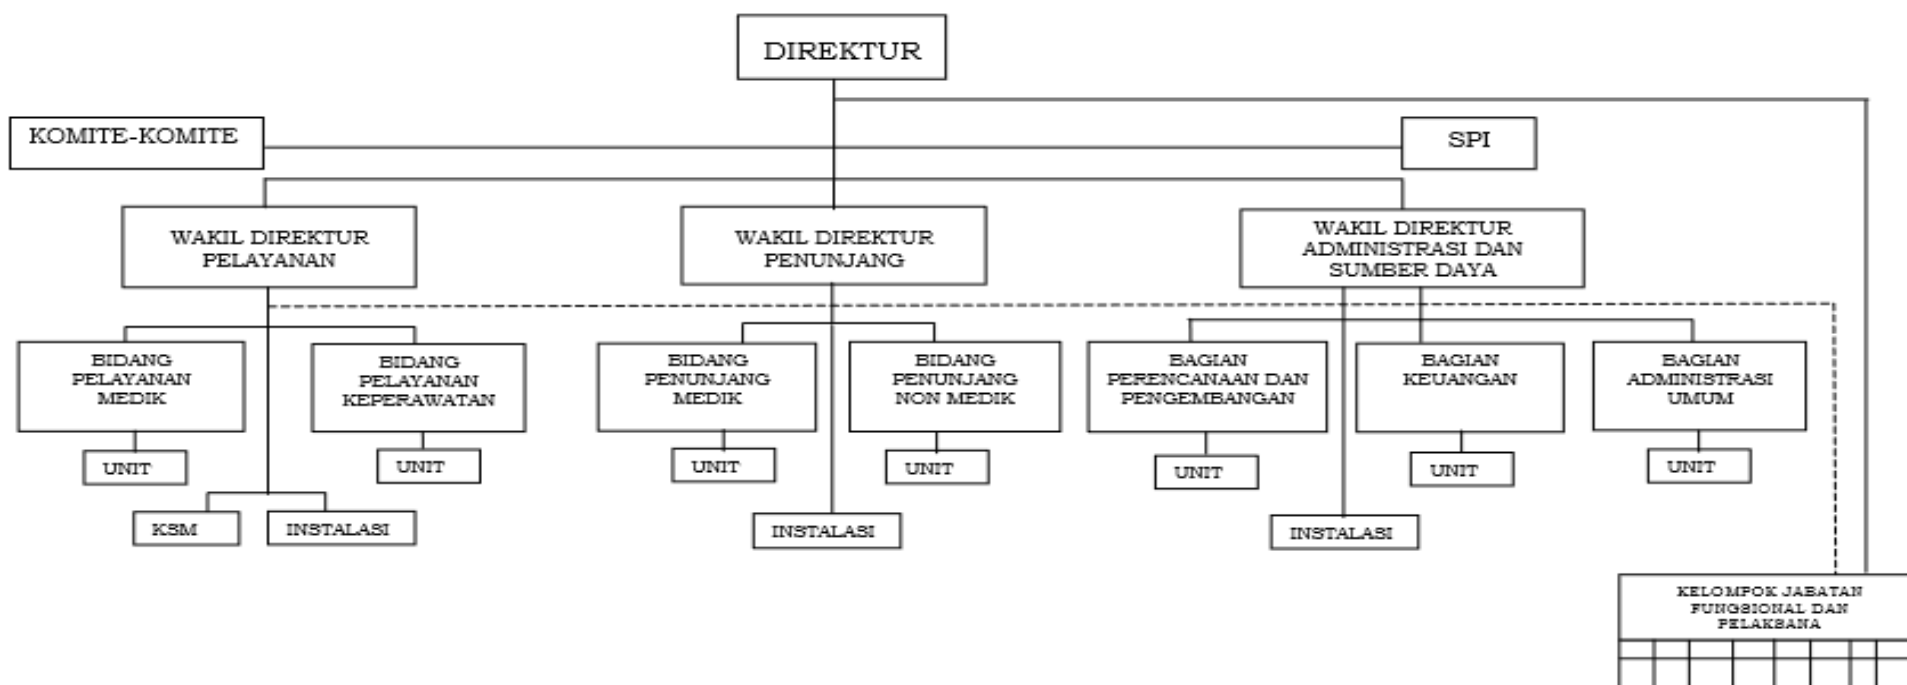 DIREKTUR
KOMITE-KOMITE
SPI
WAKIL DIREKTUR
PELAYANAN
WAKIL DIREKTUR
PENUNJANG
WAKIL DIREKTUR
ADMINISTRASI DAN
SUMBER DAYA
BIDANG
PELAYANAN
MEDIK
BIDANG
PELAYANAN
KEPERAWATAN
BIDANG
PENUNJANG
MEDIK
BIDANG
PENUNJANG
NON MEDIK
BAGIAN
PERENCANAAN DAN
PENGEMBANGAN
BAGIAN
KEUANGAN
BAGIAN
ADMINISTRASI
UMUM
UNIT
UNIT
UNIT
UNIT
UNIT
UNIT
UNIT
KSM
INSTALASI
INSTALASI
INSTALASI
KELOMPOK JABATAN
FUNGSIONAL DAN
PELAKSANA